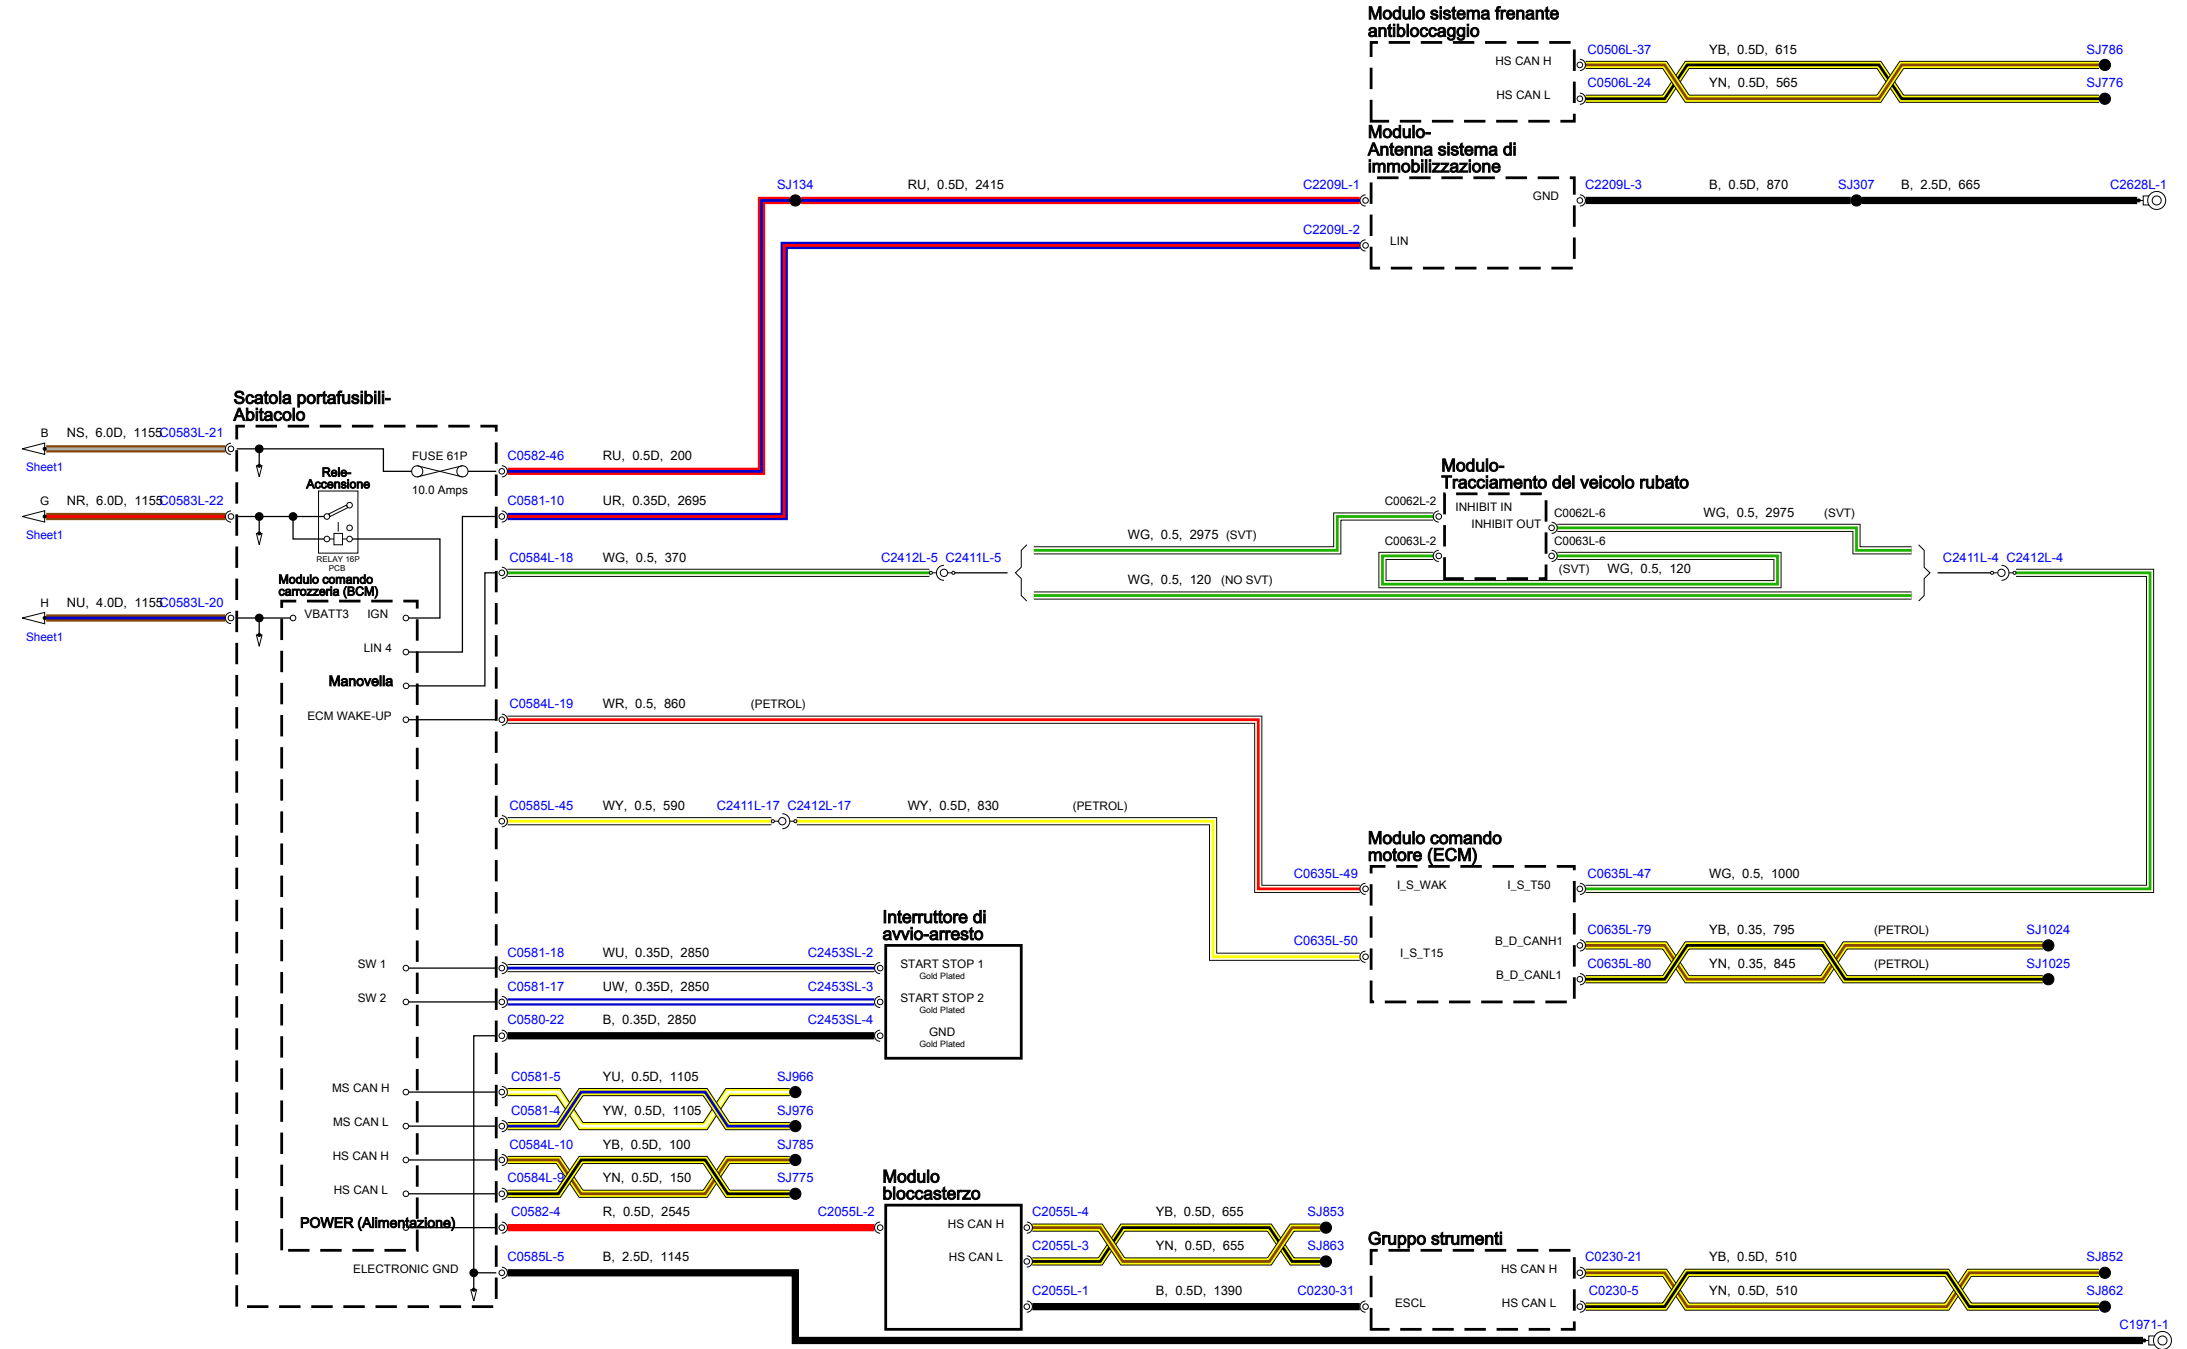 Modulo sistema frenante
antibloccaggio
HS CAN H
HS CAN L
C0506L-37 YB, 0.5D, 615 SJ786
C0506L-24 YN, 0.5D, 565 SJ776
Modulo-
Antenna sistema di
immobilizzazione
SJ134 RU, 0.5D, 2415 C2209L-1
GND
C2209L-3 B, 0.5D, 870 SJ307 B, 2.5D, 665 C2628L-1
C2209L-2
LIN
Scatola portafusibili-
Abitacolo
B NS, 6.0D, 1155 C0583L-21
Sheet1
FUSE 61P
10.0 Amps
C0582-46 RU, 0.5D, 200
Rele-
Accensione
RELAY 16P
PCB
G NR, 6.0D, 1155 C0583L-22
Sheet1
C0581-10 UR, 0.35D, 2695
Modulo-
Tracciamento del veicolo rubato
C0062L-2
INHIBIT IN
INHIBIT OUT
C0062L-6 WG, 0.5, 2975 (SVT)
C0063L-2
C0063L-6
(SVT) WG, 0.5, 120
WG, 0.5, 2975 (SVT)
C0584L-18 WG, 0.5, 370 C2412L-5 C2411L-5
WG, 0.5, 120 (NO SVT)
C2411L-4 C2412L-4
Modulo comando
carrozzeria (BCM)
H NU, 4.0D, 1155 C0583L-20
Sheet1
VBATT3 IGN
LIN 4
Manovella
ECM WAKE-UP
C0584L-19 WR, 0.5, 860 (PETROL)
C0585L-45 WY, 0.5, 590 C2411L-17 C2412L-17 WY, 0.5D, 830 (PETROL)
Modulo comando
motore (ECM)
C0635L-49
I_S_WAK I_S_T50
C0635L-47 WG, 0.5, 1000
C0635L-50
I_S_T15
B_D_CANH1
C0635L-79 YB, 0.35, 795 (PETROL) SJ1024
B_D_CANL1
C0635L-80 YN, 0.35, 845 (PETROL) SJ1025
Interruttore di
avvio-arresto
SW 1
C0581-18 WU, 0.35D, 2850 C2453SL-2
START STOP 1
Gold Plated
SW 2
C0581-17 UW, 0.35D, 2850 C2453SL-3
START STOP 2
Gold Plated
C0580-22 B, 0.35D, 2850 C2453SL-4
GND
Gold Plated
MS CAN H
C0581-5 YU, 0.5D, 1105 SJ966
MS CAN L
C0581-4 YW, 0.5D, 1105 SJ976
HS CAN H
C0584L-10 YB, 0.5D, 100 SJ785
HS CAN L
C0584L-9 YN, 0.5D, 150 SJ775
POWER (Alimentazione)
C0582-4 R, 0.5D, 2545 C2055L-2
Modulo
bloccasterzo
HS CAN H
C2055L-4 YB, 0.5D, 655 SJ853
HS CAN L
C2055L-3 YN, 0.5D, 655 SJ863
C2055L-1 B, 0.5D, 1390 C0230-31
ELECTRONIC GND
C0585L-5 B, 2.5D, 1145
Gruppo strumenti
HS CAN H
C0230-21 YB, 0.5D, 510 SJ852
ESCL HS CAN L
C0230-5 YN, 0.5D, 510 SJ862
C1971-1